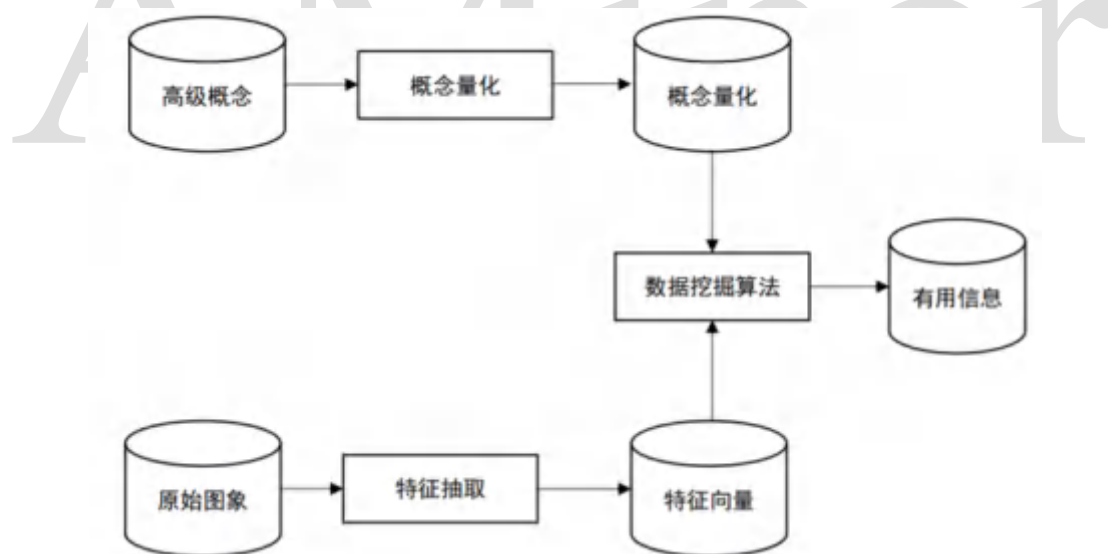 AMiner
高级概念
概念量化
概念量化
数据挖掘算法
有用信息
原始图象
特征抽取
特征向量